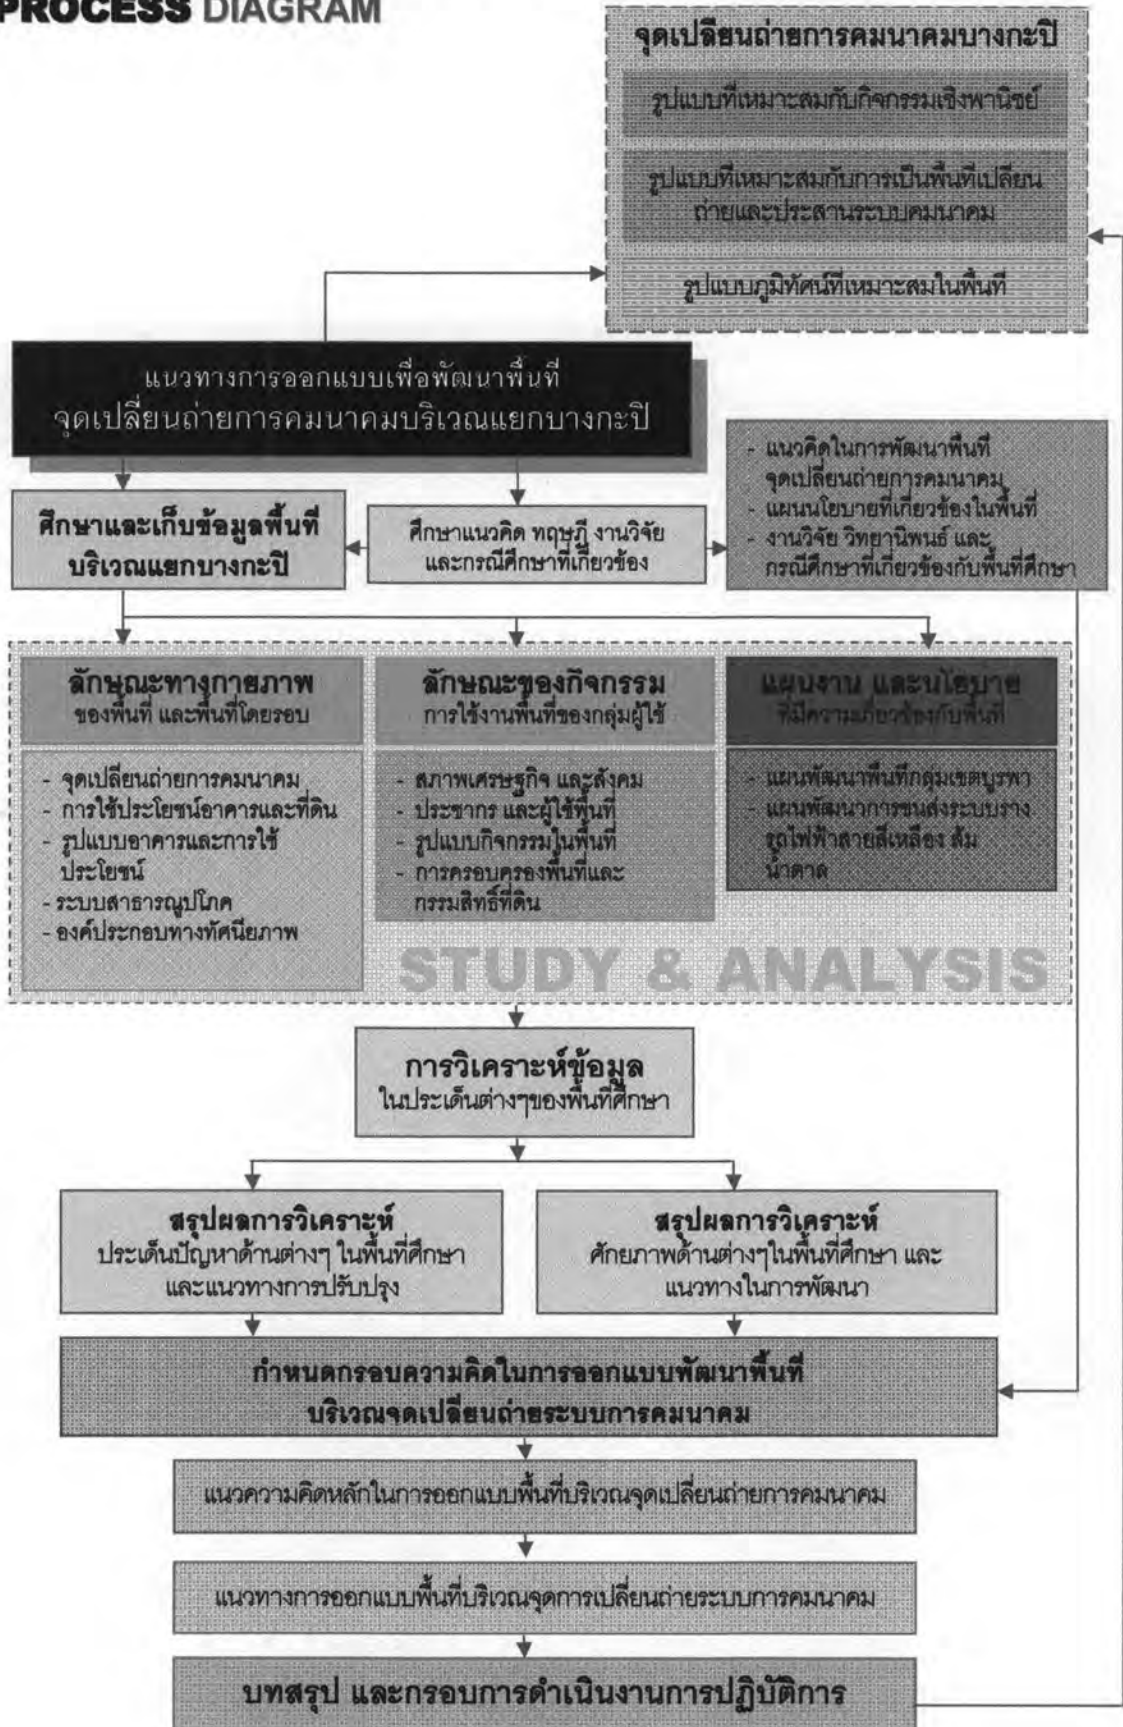 PROCESS DIAGRAM
จุดเปลี่ยนถ่ายการคมนาคมบางกะปิ
รูปแบบที่เหมาะสมกับกิจกรรมเชิงพานิชย์
รูปแบบที่เหมาะสมกับการเป็นพื้นที่เปลี่ยน
ถ่ายและประสานระบบคมนาคม
รูปแบบภูมิทัศน์ที่เหมาะสมในพื้นที่
แนวทางการออกแบบเพื่อพัฒนาพื้นที่
จุดเปลี่ยนถ่ายการคมนาคมบริเวณแยกบางกะปิ
- แนวคิดในการพัฒนาพื้นที่
จุดเปลี่ยนถ่ายการคมนาคม
- แผนนโยบายที่เกี่ยวข้องในพื้นที่
- งานวิจัย วิทยานิพนธ์ และ
กรณีศึกษาที่เกี่ยวข้องกับพื้นที่ศึกษา
ศึกษาและเก็บข้อมูลพื้นที่
บริเวณแยกบางกะปิ
ศึกษาแนวคิด ทฤษฎี งานวิจัย
และกรณีศึกษาที่เกี่ยวข้อง
ลักษณะทางกายภาพ
ของพื้นที่ และพื้นที่โดยรอบ
- จุดเปลี่ยนถ่ายการคมนาคม
- การใช้ประโยชน์อาคารและที่ดิน
- รูปแบบอาคารและการใช้
ประโยชน์
- ระบบสาธารณูปโภค
- องค์ประกอบทางทัศนียภาพ
ลักษณะของกิจกรรม
การใช้งานพื้นที่ของกลุ่มผู้ใช้
- สภาพเศรษฐกิจ และสังคม
- ประชากร และผู้ใช้พื้นที่
- รูปแบบกิจกรรมในพื้นที่
- การครอบครองพื้นที่และ
กรรมสิทธิ์ที่ดิน
แผนงาน และนโยบาย
ที่มีความเกี่ยวข้องกับพื้นที่
- แผนพัฒนาพื้นที่กลุ่มเขตบูรพา
- แผนพัฒนาการขนส่งระบบราง
รถไฟฟ้าสายสีเหลือง ส้ม
น้ำตาล
STUDY & ANALYSIS
การวิเคราะห์ข้อมูล
ในประเด็นต่างๆของพื้นที่ศึกษา
สรุปผลการวิเคราะห์
ประเด็นปัญหาด้านต่างๆ ในพื้นที่ศึกษา
และแนวทางการปรับปรุง
สรุปผลการวิเคราะห์
ศักยภาพด้านต่างๆในพื้นที่ศึกษา และ
แนวทางในการพัฒนา
กำหนดกรอบความคิดในการออกแบบพัฒนาพื้นที่
บริเวณจุดเปลี่ยนถ่ายระบบการคมนาคม
แนวความคิดหลักในการออกแบบพื้นที่บริเวณจุดเปลี่ยนถ่ายการคมนาคม
แนวทางการออกแบบพื้นที่บริเวณจุดการเปลี่ยนถ่ายระบบการคมนาคม
บทสรุป และกรอบการดำเนินงานการปฏิบัติการ